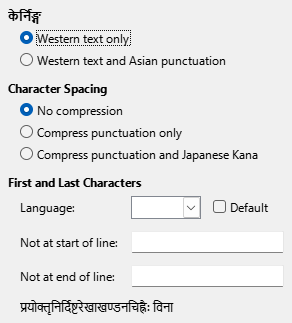 केर्निङ्ग्
Western text only
Western text and Asian punctuation
Character Spacing
No compression
Compress punctuation only
Compress punctuation and Japanese Kana
First and Last Characters
Language: Default
Not at start of line:
Not at end of line:
प्रयोक्तृनिर्दिष्टरेखाखण्डनचिह्नैः विना